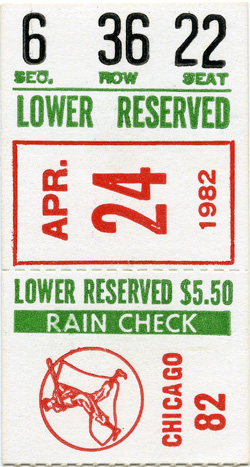 6 36 22
SEC. ROW SEAT
LOWER RESERVED
APR. 24 1982
LOWER RESERVED $5.50
RAIN CHECK
CHICAGO 82